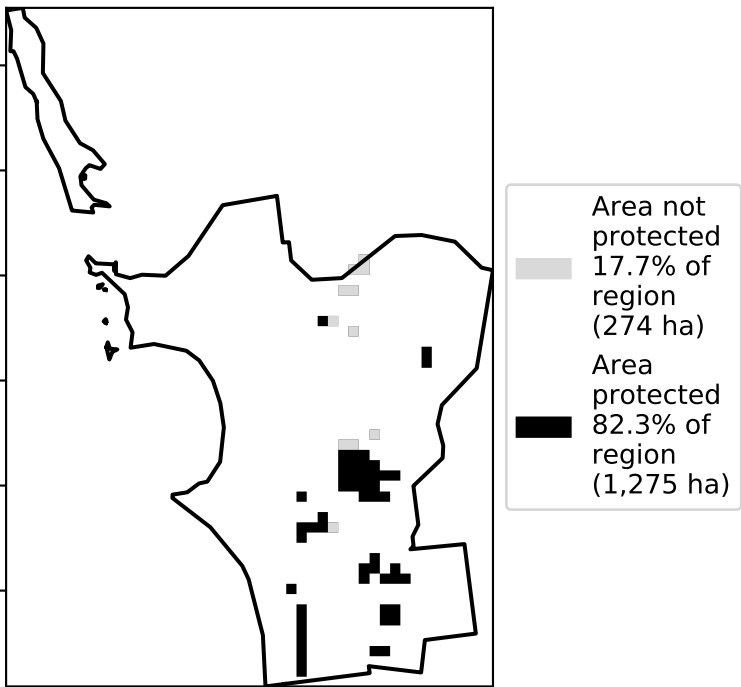 Area not
protected
17.7% of
region
(274 ha)
Area
protected
82.3% of
region
(1,275 ha)